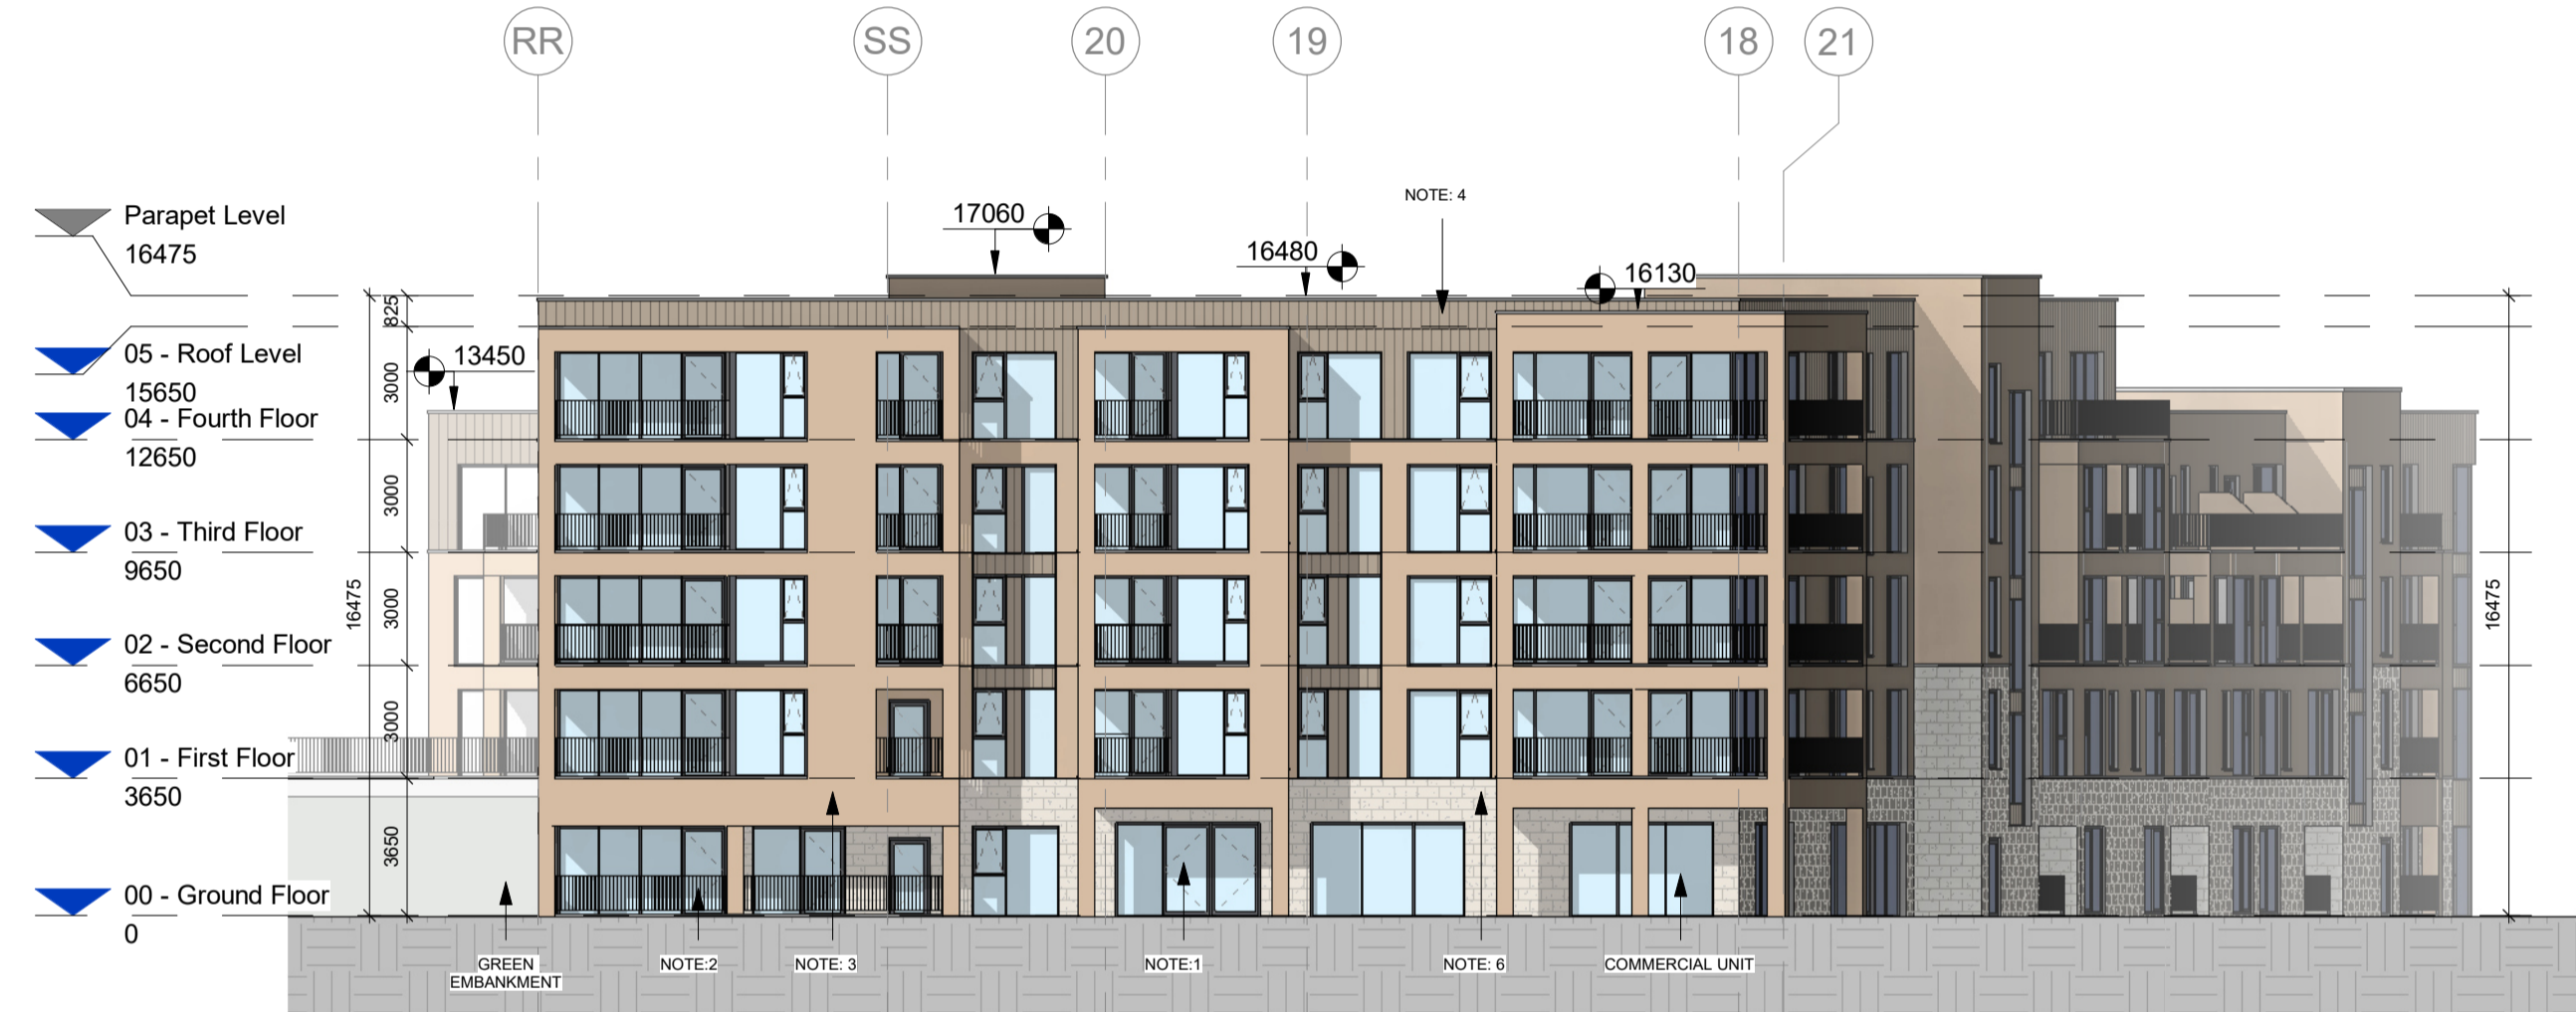 RR
SS
20
19
18
21
NOTE: 4
Parapet Level
16475
17060
16480
16130
825
05 - Roof Level
15650
13450
3000
04 - Fourth Floor
12650
3000
03 - Third Floor
9650
16475
3000
16475
02 - Second Floor
6650
3000
01 - First Floor
3650
3650
00 - Ground Floor
0
GREEN
EMBANKMENT
NOTE:2
NOTE: 3
NOTE:1
NOTE: 6
COMMERCIAL UNIT